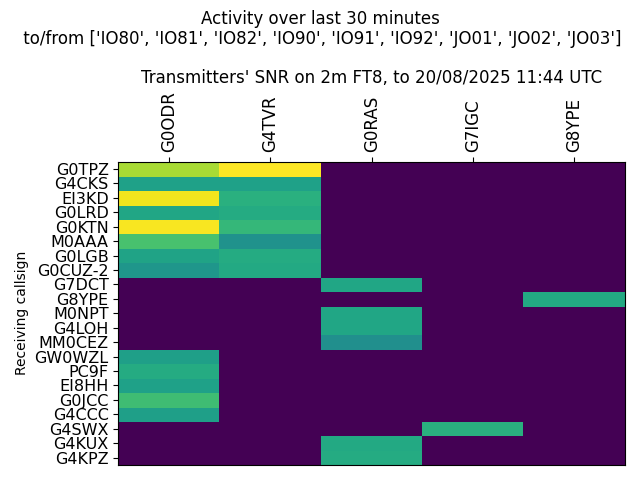 Activity over last 30 minutes
to/from ['IO80', 'IO81', 'IO82', 'IO90', 'IO91', 'IO92', 'JO01', 'JO02', 'JO03']
Transmitters' SNR on 2m FT8, to 20/08/2025 11:44 UTC
G0ODR
G4TVR
G0RAS
G7IGC
G8YPE
Receiving callsign
G0TPZ
G4CKS
EI3KD
G0LRD
G0KTN
M0AAA
G0LGB
G0CUZ-2
G7DCT
G8YPE
M0NPT
G4LOH
MM0CEZ
GW0WZL
PC9F
EI8HH
G0JCC
G4CCC
G4SWX
G4KUX
G4KPZ